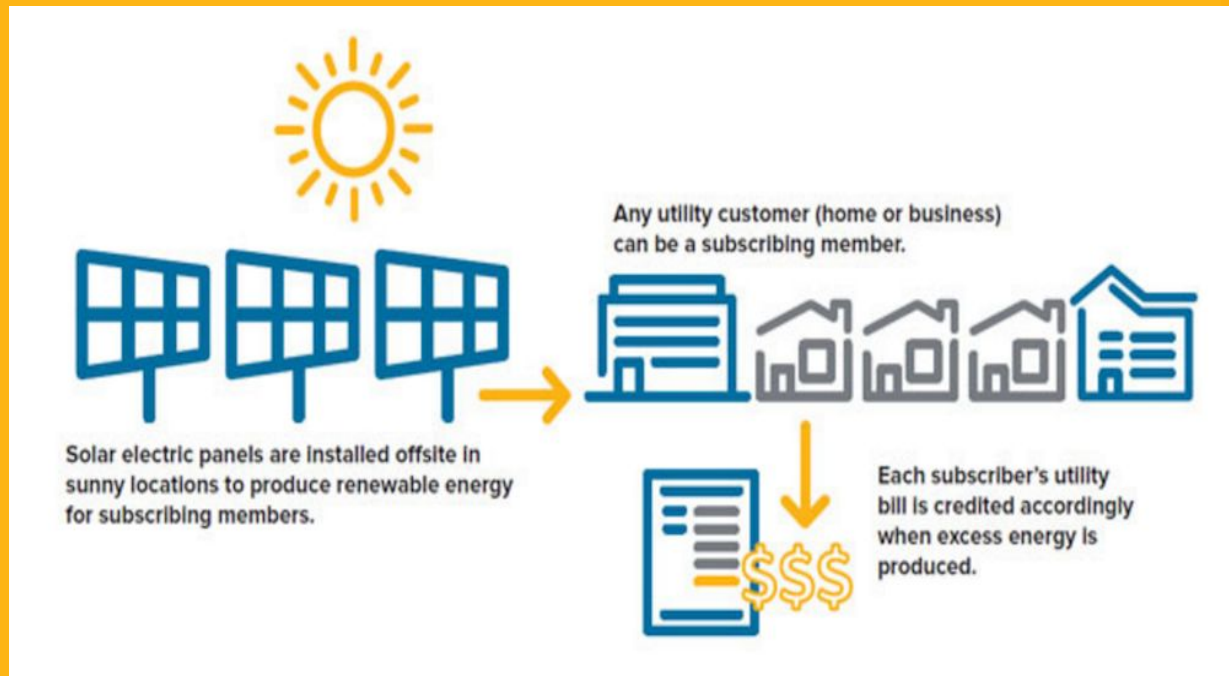 Any utility customer (home or business)
can be a subscribing member.
Solar electric panels are installed offsite in
sunny locations to produce renewable energy
for subscribing members.
Each subscriber's utility
bill is credited accordingly
when excess energy is
produced.
$$$